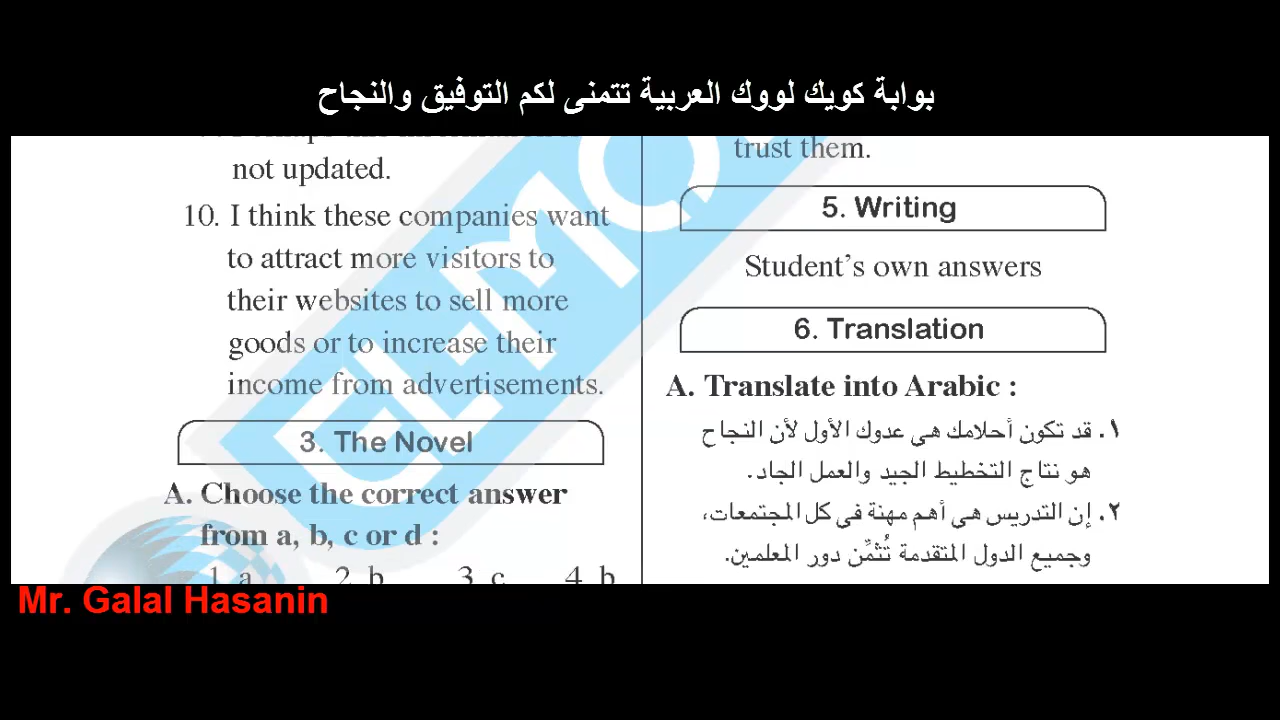 بوابة كويك لووك العربية تتمنى لكم التوفيق والنجاح
not updated.
10. I think these companies want
to attract more visitors to
their websites to sell more
goods or to increase their
income from advertisements.
3. The Novel
A. Choose the correct answer
from a, b, c or d :
1. a 2. b 3. c 4. b
trust them.
5. Writing
Student's own answers
6. Translation
A. Translate into Arabic :
١. قد تكون أحلامك هى عدوك الأول لأن النجاح
هو نتاج التخطيط الجيد والعمل الجاد.
٢. إن التدريس هى أهم مهنة فى كل المجتمعات،
وجميع الدول المتقدمة تُثمِّن دور المعلمين.
Mr. Galal Hasanin